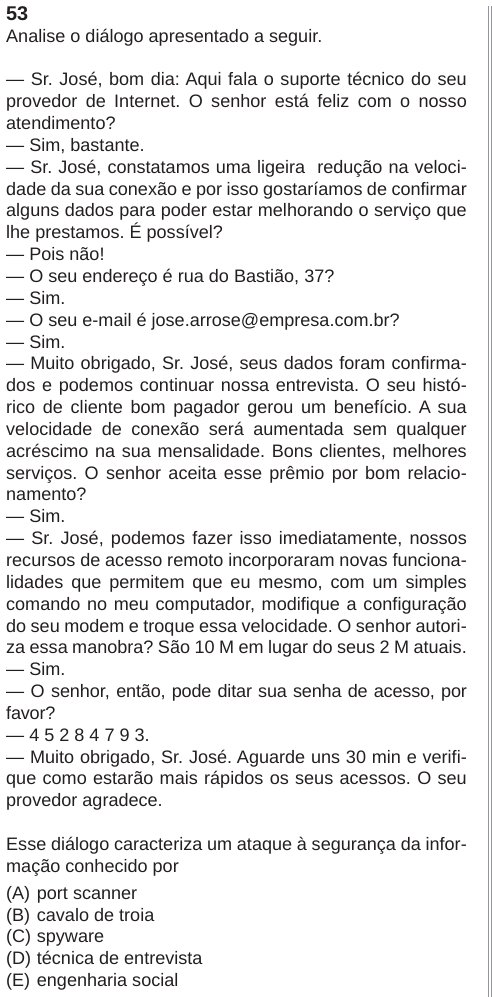 53
Analise o diálogo apresentado a seguir.
— Sr. José, bom dia: Aqui fala o suporte técnico do seu
provedor de Internet. O senhor está feliz com o nosso
atendimento?
— Sim, bastante.
— Sr. José, constatamos uma ligeira redução na veloci-
dade da sua conexão e por isso gostaríamos de confirmar
alguns dados para poder estar melhorando o serviço que
lhe prestamos. É possível?
— Pois não!
— O seu endereço é rua do Bastião, 37?
— Sim.
— O seu e-mail é jose.arrose@empresa.com.br?
— Sim.
— Muito obrigado, Sr. José, seus dados foram confirma-
dos e podemos continuar nossa entrevista. O seu histó-
rico de cliente bom pagador gerou um benefício. A sua
velocidade de conexão será aumentada sem qualquer
acréscimo na sua mensalidade. Bons clientes, melhores
serviços. O senhor aceita esse prêmio por bom relacio-
namento?
— Sim.
— Sr. José, podemos fazer isso imediatamente, nossos
recursos de acesso remoto incorporaram novas funciona-
lidades que permitem que eu mesmo, com um simples
comando no meu computador, modifique a configuração
do seu modem e troque essa velocidade. O senhor autori-
za essa manobra? São 10 M em lugar do seus 2 M atuais.
— Sim.
— O senhor, então, pode ditar sua senha de acesso, por
favor?
— 4 5 2 8 4 7 9 3.
— Muito obrigado, Sr. José. Aguarde uns 30 min e verifi-
que como estarão mais rápidos os seus acessos. O seu
provedor agradece.
Esse diálogo caracteriza um ataque à segurança da infor-
mação conhecido por
(A) port scanner
(B) cavalo de troia
(C) spyware
(D) técnica de entrevista
(E) engenharia social